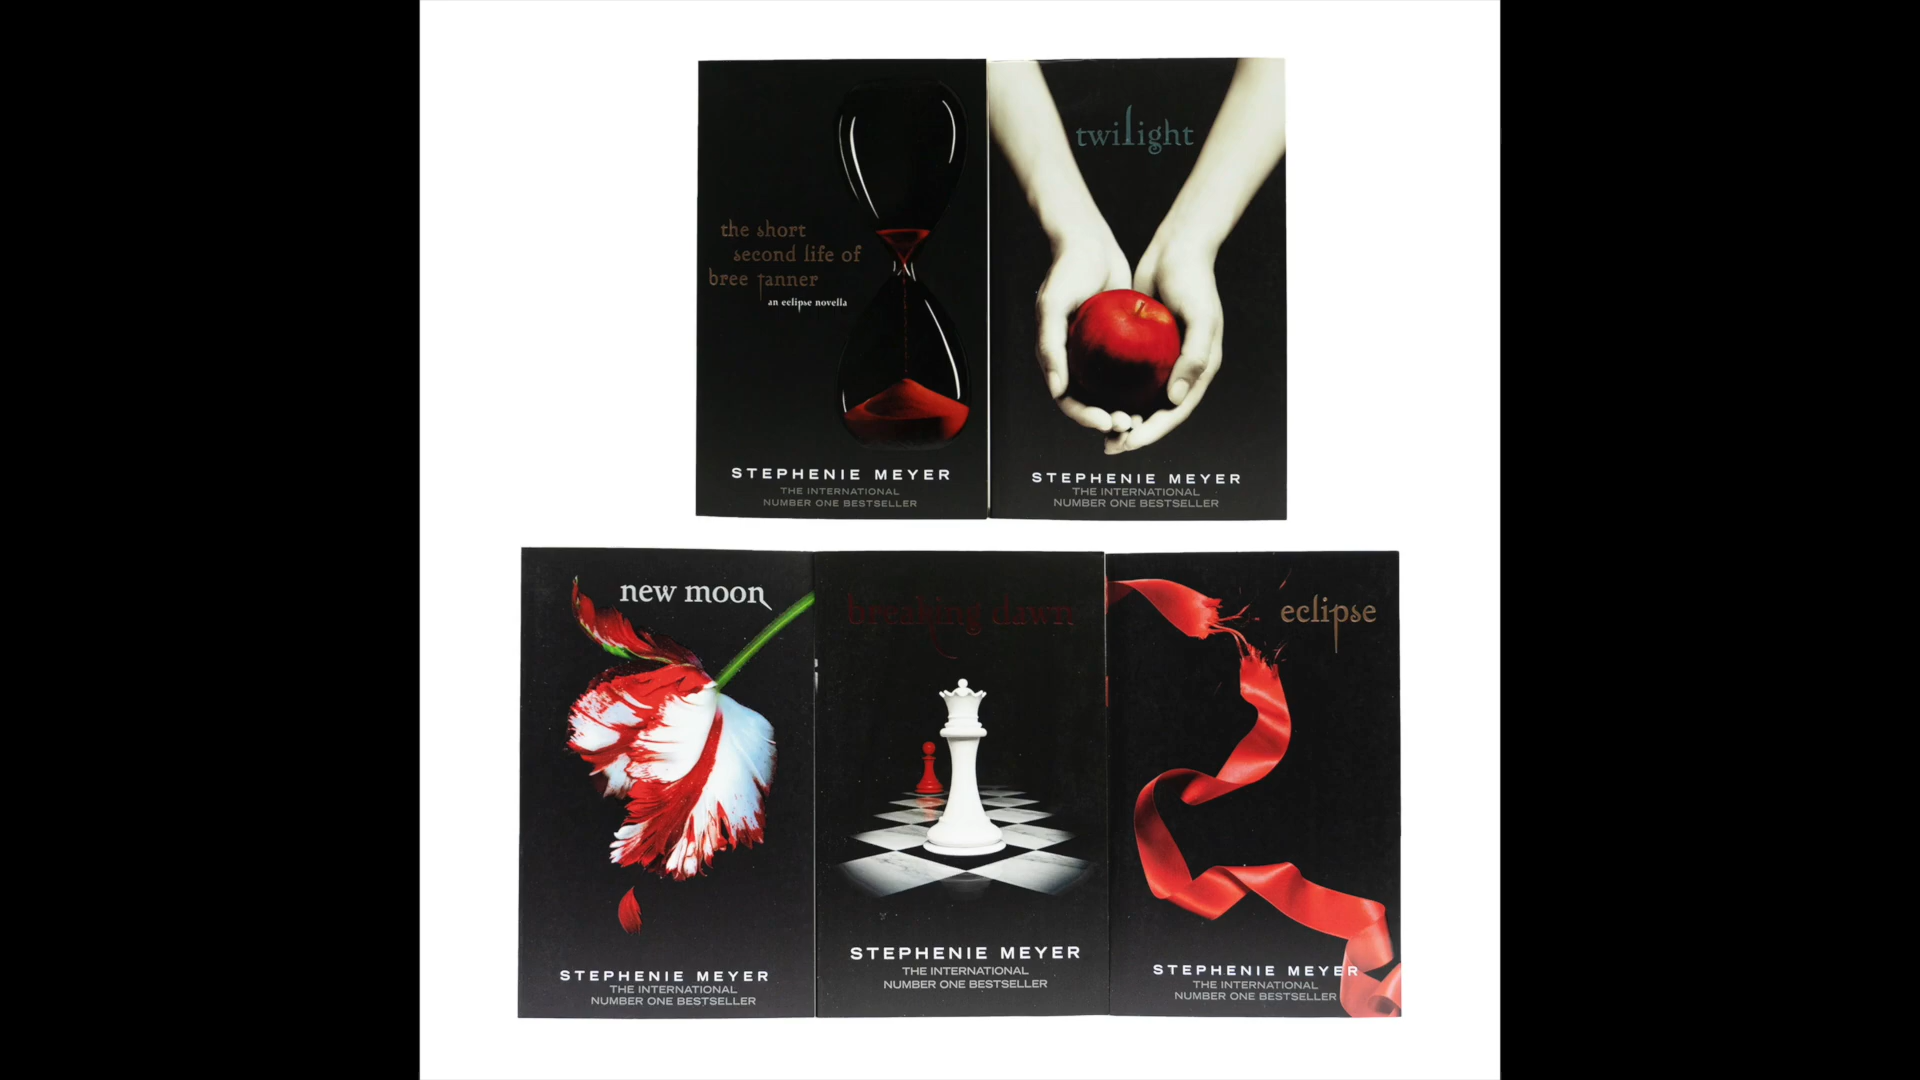 the short
second life of
bree tanner
an eclipse novella
STEPHENIE MEYER
THE INTERNATIONAL
NUMBER ONE BESTSELLER
twilight
STEPHENIE MEYER
THE INTERNATIONAL
NUMBER ONE BESTSELLER
new moon
STEPHENIE MEYER
THE INTERNATIONAL
NUMBER ONE BESTSELLER
breaking dawn
STEPHENIE MEYER
THE INTERNATIONAL
NUMBER ONE BESTSELLER
eclipse
STEPHENIE MEYER
THE INTERNATIONAL
NUMBER ONE BESTSELLER